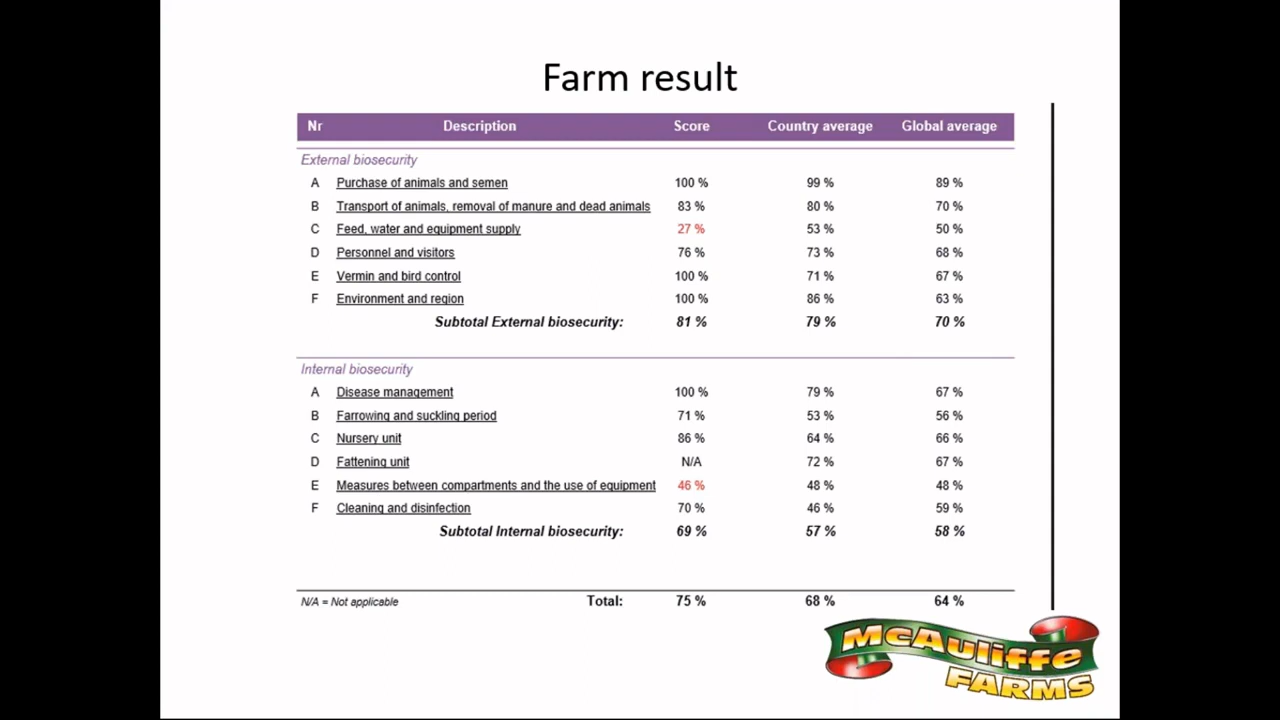 Farm result
Nr Description Score Country average Global average
External biosecurity
A Purchase of animals and semen 100 % 99 % 89 %
B Transport of animals, removal of manure and dead animals 83 % 80 % 70 %
C Feed, water and equipment supply 27 % 53 % 50 %
D Personnel and visitors 76 % 73 % 68 %
E Vermin and bird control 100 % 71 % 67 %
F Environment and region 100 % 86 % 63 %
Subtotal External biosecurity: 81 % 79 % 70 %
Internal biosecurity
A Disease management 100 % 79 % 67 %
B Farrowing and suckling period 71 % 53 % 56 %
C Nursery unit 86 % 64 % 66 %
D Fattening unit N/A 72 % 67 %
E Measures between compartments and the use of equipment 46 % 48 % 48 %
F Cleaning and disinfection 70 % 46 % 59 %
Subtotal Internal biosecurity: 69 % 57 % 58 %
N/A = Not applicable Total: 75 % 68 % 64 %
McAuliffe
FARMS